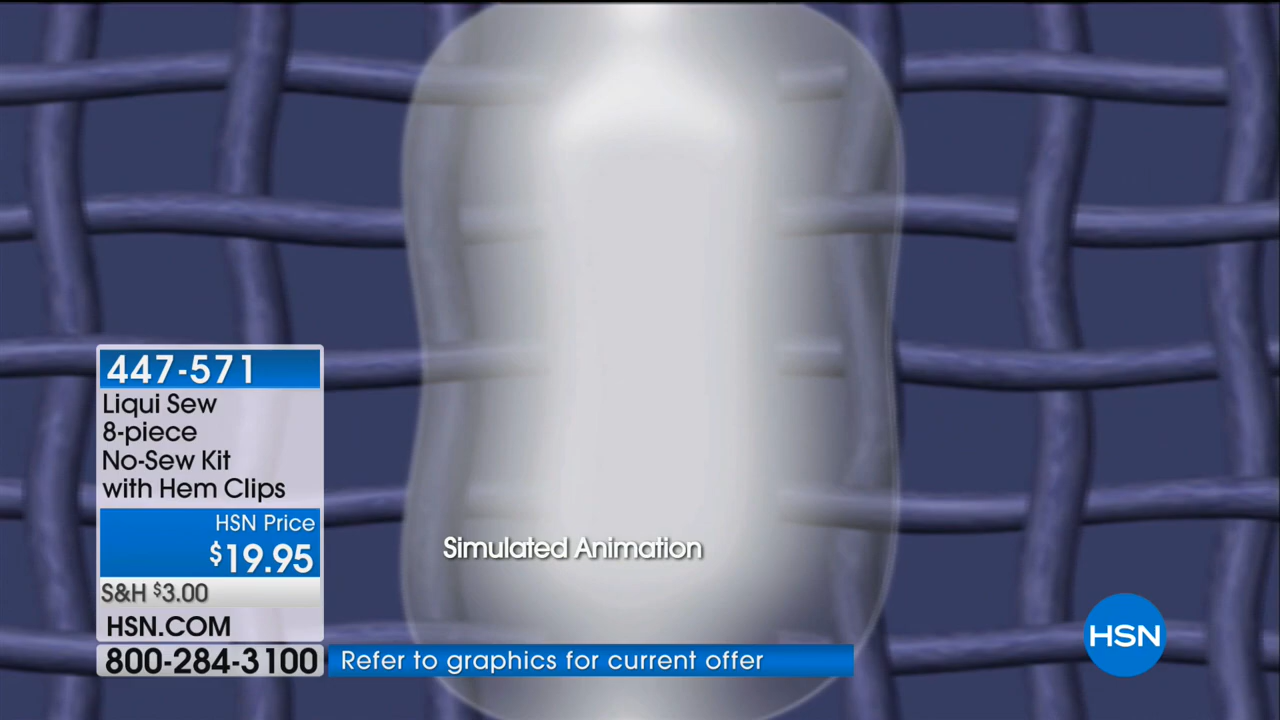 447-571
Liqui Sew
8-piece
No-Sew Kit
with Hem Clips
HSN Price
$19.95
S&H $3.00
HSN.COM
800-284-3100
Refer to graphics for current offer
Simulated Animation
HSN